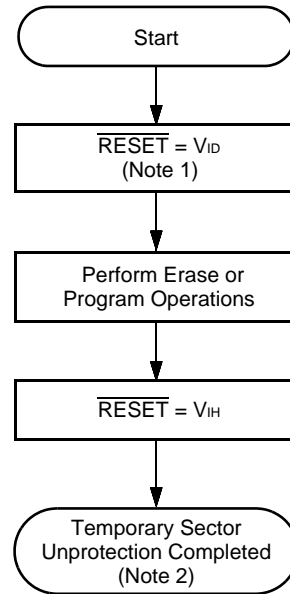 Start
RESET = VID
(Note 1)
Perform Erase or
Program Operations
RESET = VIH
Temporary Sector
Unprotection Completed
(Note 2)